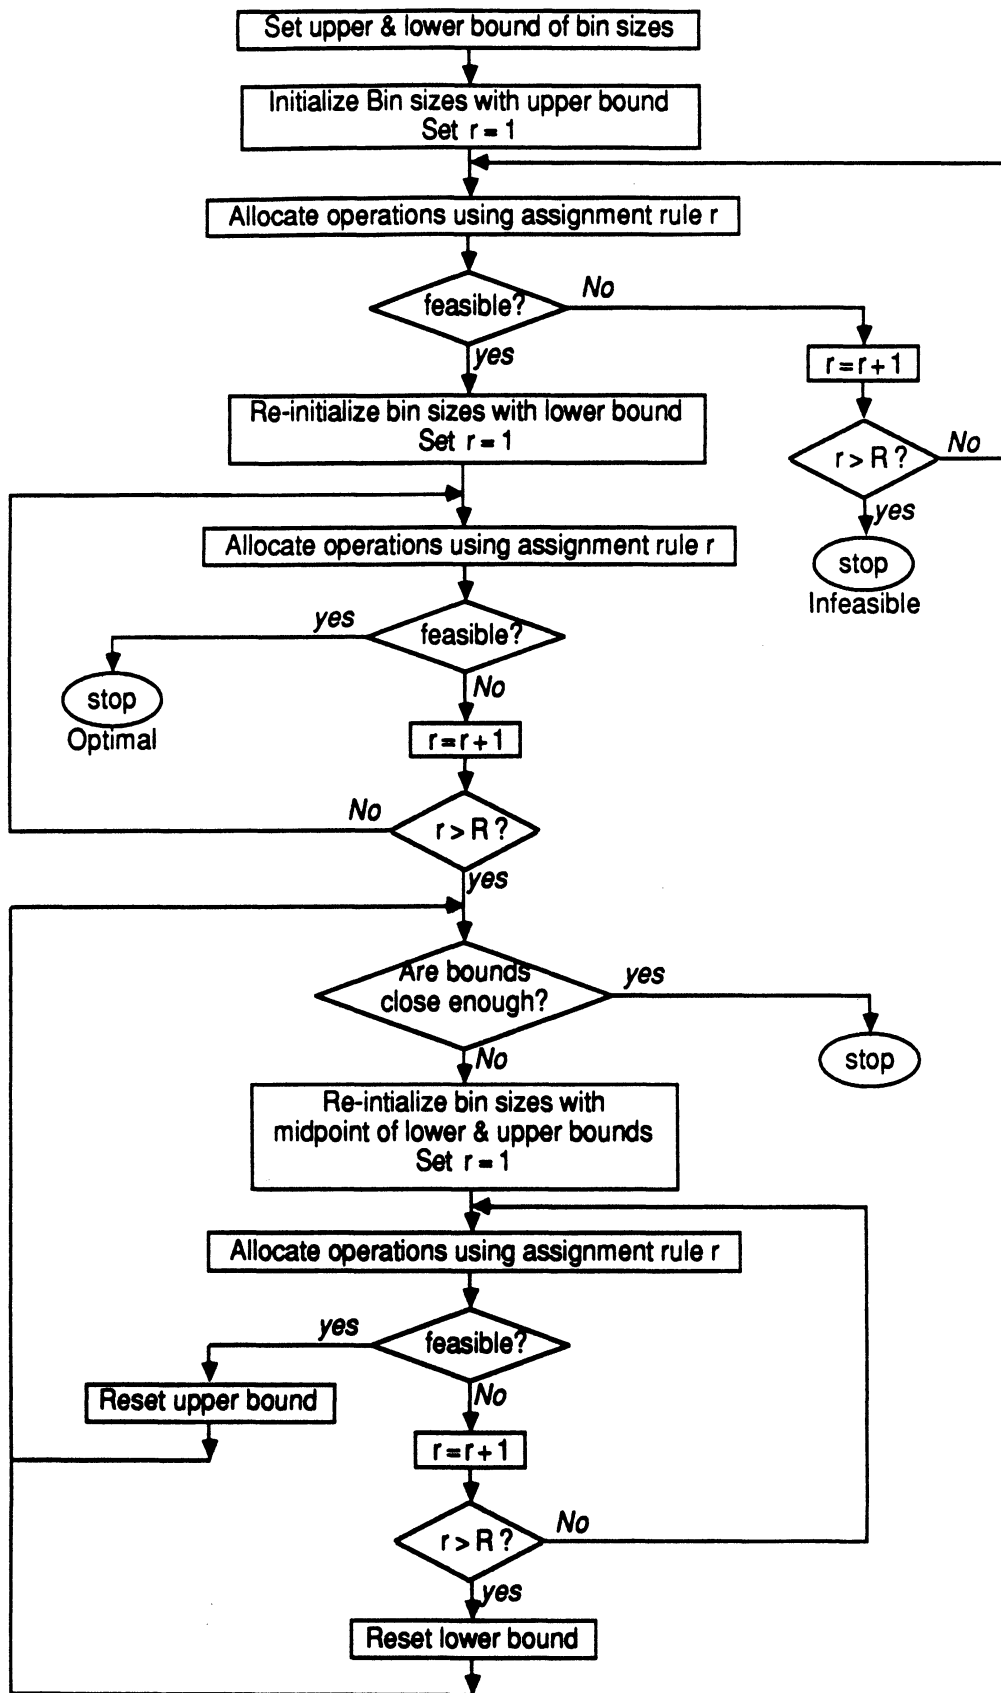 Set upper & lower bound of bin sizes
Initialize Bin sizes with upper bound
Set r = 1
Allocate operations using assignment rule r
feasible?
No
yes
r = r + 1
Re-initialize bin sizes with lower bound
Set r = 1
r > R ?
No
yes
stop
Infeasible
Allocate operations using assignment rule r
feasible?
yes
stop
Optimal
No
r = r + 1
r > R ?
No
yes
Are bounds
close enough?
yes
stop
No
Re-intialize bin sizes with
midpoint of lower & upper bounds
Set r = 1
Allocate operations using assignment rule r
feasible?
yes
Reset upper bound
No
r = r + 1
r > R ?
No
yes
Reset lower bound